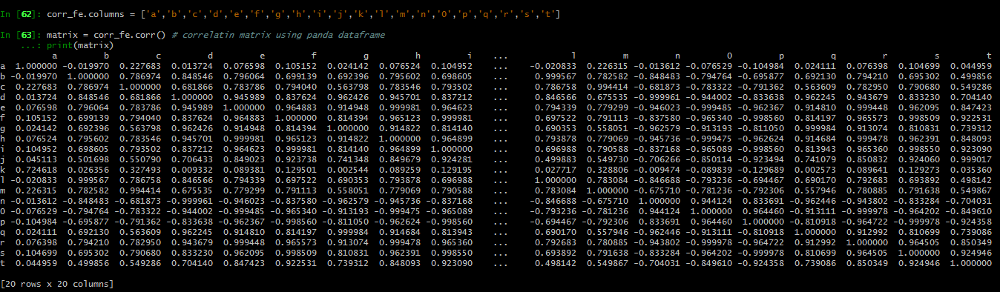 In [62]: corr_fe.columns = ['a','b','c','d','e','f','g','h','i','j','k','l','m','n','O','p','q','r','s','t']
In [63]: matrix = corr_fe.corr() # correlatin matrix using panda dataframe
...: print(matrix)
a b c d e f g h i ... l m n O p q r s t
a 1.000000 -0.019970 0.227683 0.013724 0.076598 0.105152 0.024142 0.076524 0.104952 ... -0.020833 0.226315 -0.013612 -0.076529 -0.104984 0.024111 0.076398 0.104699 0.044959
b -0.019970 1.000000 0.786974 0.848546 0.796064 0.699139 0.692396 0.795602 0.698605 ... 0.999567 0.782582 -0.848483 -0.794764 -0.695877 0.692130 0.794210 0.695302 0.499856
c 0.227683 0.786974 1.000000 0.681866 0.783786 0.794040 0.563798 0.783546 0.793502 ... 0.786758 0.994414 -0.681873 -0.783322 -0.791362 0.563609 0.782950 0.790680 0.549286
d 0.013724 0.848546 0.681866 1.000000 0.945989 0.837624 0.962426 0.945701 0.837212 ... 0.846566 0.675535 -0.999961 -0.944002 -0.833638 0.962245 0.943679 0.833230 0.704140
e 0.076598 0.796064 0.783786 0.945989 1.000000 0.964883 0.914948 0.999981 0.964623 ... 0.794339 0.779299 -0.946023 -0.999485 -0.962367 0.914810 0.999448 0.962095 0.847423
f 0.105152 0.699139 0.794040 0.837624 0.964883 1.000000 0.814394 0.965123 0.999981 ... 0.697522 0.791113 -0.837580 -0.965340 -0.998560 0.814197 0.965573 0.998509 0.922531
g 0.024142 0.692396 0.563798 0.962426 0.914948 0.814394 1.000000 0.914822 0.814140 ... 0.690353 0.558051 -0.962579 -0.913193 -0.811050 0.999984 0.913074 0.810831 0.739312
h 0.076524 0.795602 0.783546 0.945701 0.999981 0.965123 0.914822 1.000000 0.964899 ... 0.793878 0.779069 -0.945736 -0.999475 -0.962624 0.914684 0.999478 0.962391 0.848093
i 0.104952 0.698605 0.793502 0.837212 0.964623 0.999981 0.814140 0.964899 1.000000 ... 0.696988 0.790588 -0.837168 -0.965089 -0.998560 0.813943 0.965360 0.998550 0.923090
j 0.045113 0.501698 0.550790 0.706433 0.849023 0.923738 0.741348 0.849679 0.924281 ... 0.499883 0.549730 -0.706266 -0.850114 -0.923494 0.741079 0.850832 0.924060 0.999017
k 0.724618 0.026356 0.327493 0.009332 0.089381 0.129501 0.002544 0.089259 0.129195 ... 0.027717 0.328806 -0.009474 -0.089839 -0.129689 0.002573 0.089641 0.129273 0.035360
l -0.020833 0.999567 0.786758 0.846566 0.794339 0.697522 0.690353 0.793878 0.696988 ... 1.000000 0.783084 -0.846688 -0.793236 -0.694467 0.690170 0.792683 0.693892 0.498142
m 0.226315 0.782582 0.994414 0.675535 0.779299 0.791113 0.558051 0.779069 0.790588 ... 0.783084 1.000000 -0.675710 -0.781236 -0.792306 0.557946 0.780885 0.791638 0.549867
n -0.013612 -0.848483 -0.681873 -0.999961 -0.946023 -0.837580 -0.962579 -0.945736 -0.837168 ... -0.846688 -0.675710 1.000000 0.944124 0.833691 -0.962446 -0.943802 -0.833284 -0.704031
O -0.076529 -0.794764 -0.783322 -0.944002 -0.999485 -0.965340 -0.913193 -0.999475 -0.965089 ... -0.793236 -0.781236 0.944124 1.000000 0.964460 -0.913111 -0.999978 -0.964202 -0.849610
p -0.104984 -0.695877 -0.791362 -0.833638 -0.962367 -0.998560 -0.811050 -0.962624 -0.998560 ... -0.694467 -0.792306 0.833691 0.964460 1.000000 -0.810918 -0.964722 -0.999978 -0.924358
q 0.024111 0.692130 0.563609 0.962245 0.914810 0.814197 0.999984 0.914684 0.813943 ... 0.690170 0.557946 -0.962446 -0.913111 -0.810918 1.000000 0.912992 0.810699 0.739086
r 0.076398 0.794210 0.782950 0.943679 0.999448 0.965573 0.913074 0.999478 0.965360 ... 0.792683 0.780885 -0.943802 -0.999978 -0.964722 0.912992 1.000000 0.964505 0.850349
s 0.104699 0.695302 0.790680 0.833230 0.962095 0.998509 0.810831 0.962391 0.998550 ... 0.693892 0.791638 -0.833284 -0.964202 -0.999978 0.810699 0.964505 1.000000 0.924946
t 0.044959 0.499856 0.549286 0.704140 0.847423 0.922531 0.739312 0.848093 0.923090 ... 0.498142 0.549867 -0.704031 -0.849610 -0.924358 0.739086 0.850349 0.924946 1.000000
[20 rows x 20 columns]